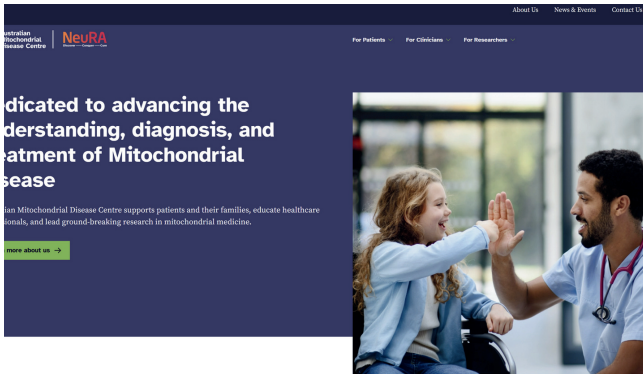 About Us News & Events Contact Us
ustralian
itochondrial
isease Centre
NeuRA
For Patients For Clinicians For Researchers
edicated to advancing the
derstanding, diagnosis, and
eatment of Mitochondrial
sease
ian Mitochondrial Disease Centre supports patients and their families, educate healthcare
sionals, and lead ground-breaking research in mitochondrial medicine.
more about us →